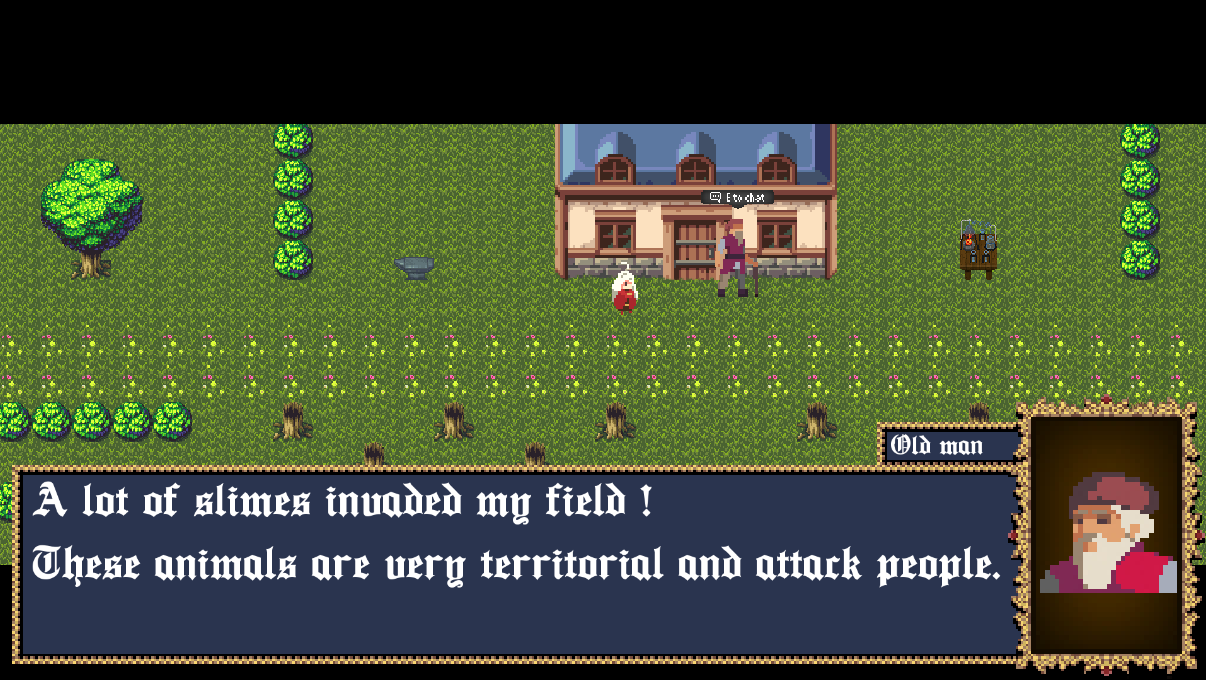 E to chat
Old man
A lot of slimes invaded my field !
These animals are very territorial and attack people.